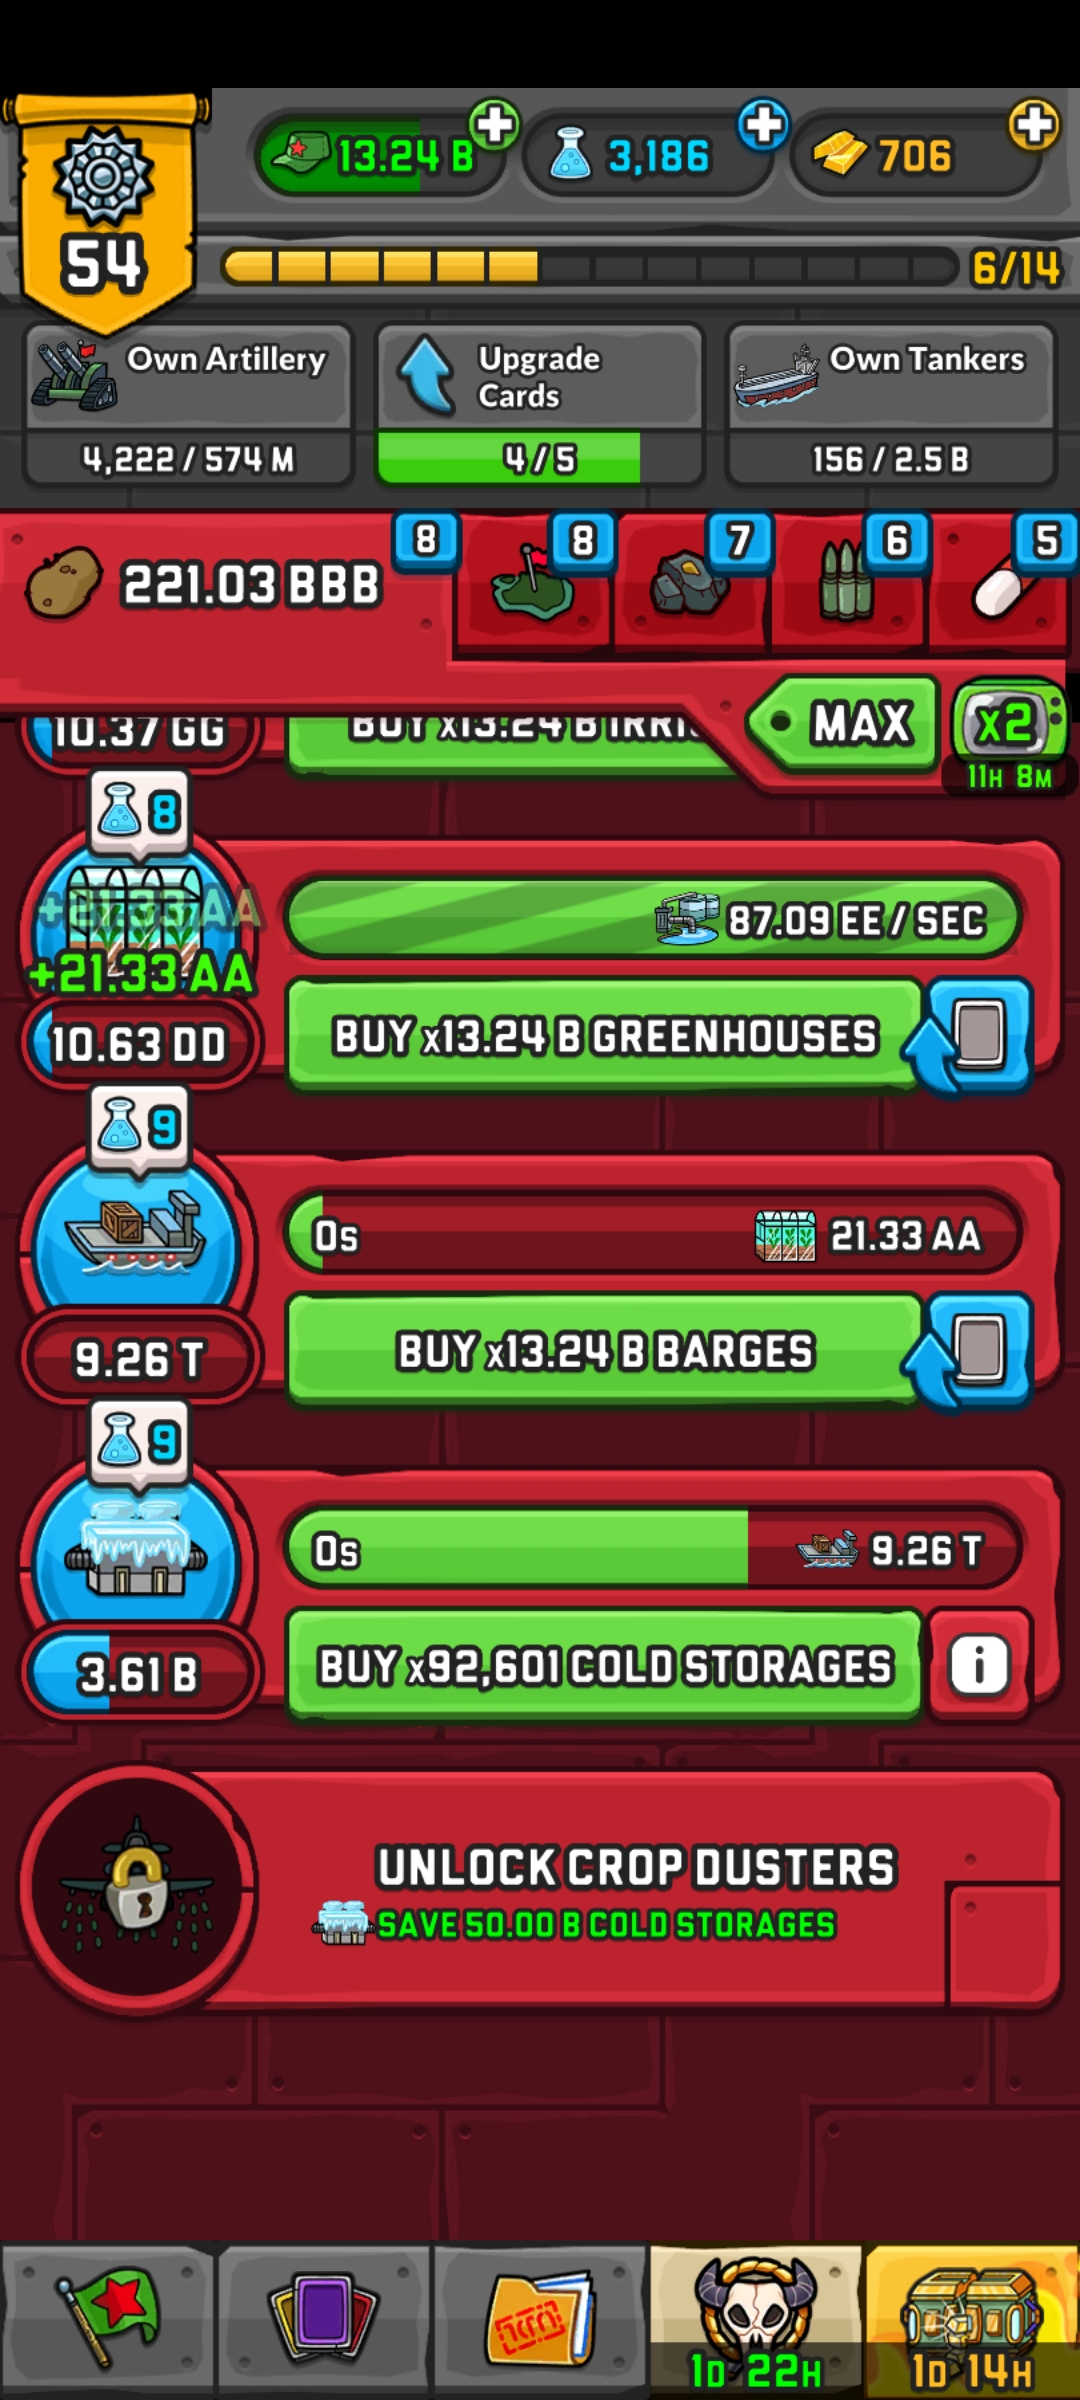 13.24 B
3,186
706
54
6/14
Own Artillery
4,222 / 574 M
Upgrade
Cards
4 / 5
Own Tankers
156 / 2.5 B
221.03 BBB
8
8
7
6
5
MAX
X2
11H 8M
10.37 GG
BUY x13.24 B IRRI
8
+21.33 AA
+21.33 AA
87.09 EE / SEC
10.63 DD
BUY x13.24 B GREENHOUSES
9
0s
21.33 AA
9.26 T
BUY x13.24 B BARGES
9
0s
9.26 T
3.61 B
BUY x92,601 COLD STORAGES
i
UNLOCK CROP DUSTERS
SAVE 50.00 B COLD STORAGES
1D 22H
1D 14H